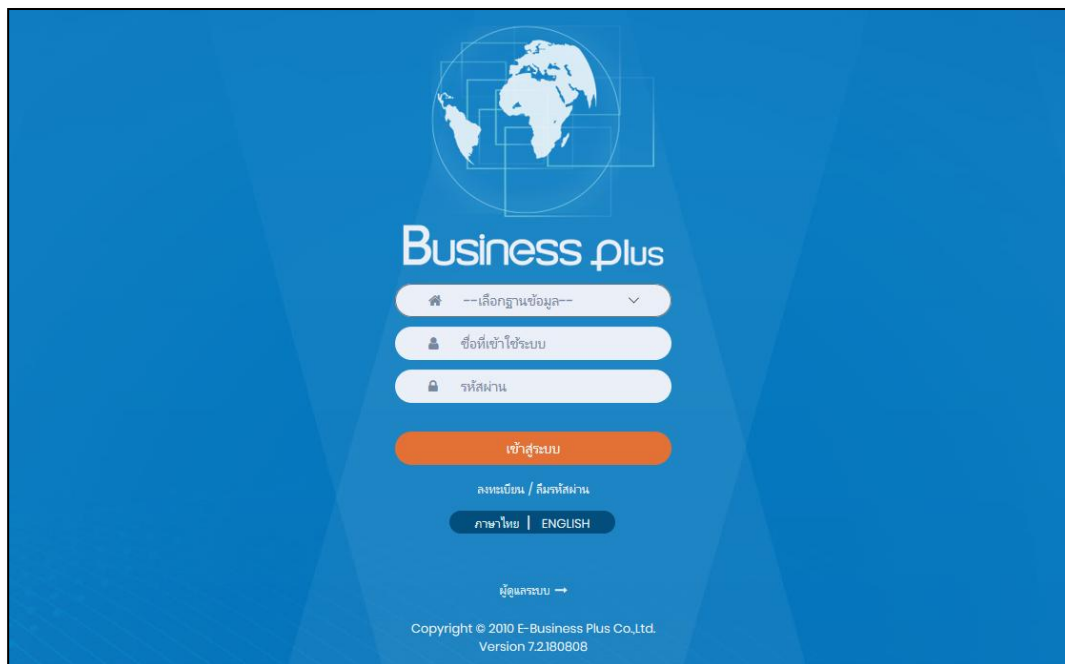 Business Plus
--เลือกฐานข้อมูล--
ชื่อที่เข้าใช้ระบบ
รหัสผ่าน
เข้าสู่ระบบ
ลงทะเบียน / ลืมรหัสผ่าน
ภาษาไทย | ENGLISH
ผู้ดูแลระบบ →
Copyright © 2010 E-Business Plus Co.,Ltd.
Version 7.2.180808